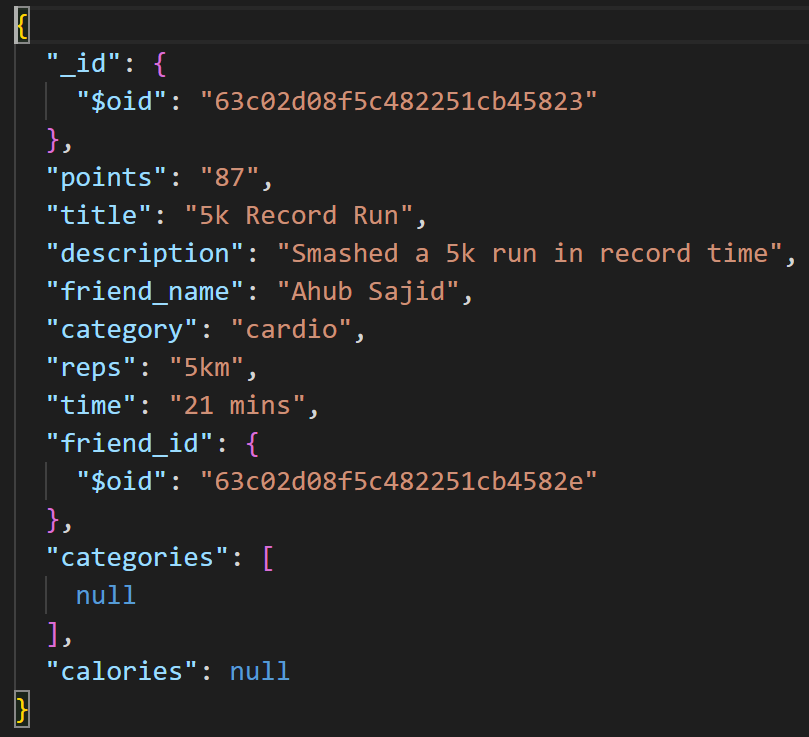 {
  "_id": {
    "$oid": "63c02d08f5c482251cb45823"
  },
  "points": "87",
  "title": "5k Record Run",
  "description": "Smashed a 5k run in record time",
  "friend_name": "Ahub Sajid",
  "category": "cardio",
  "reps": "5km",
  "time": "21 mins",
  "friend_id": {
    "$oid": "63c02d08f5c482251cb4582e"
  },
  "categories": [
    null
  ],
  "calories": null
}